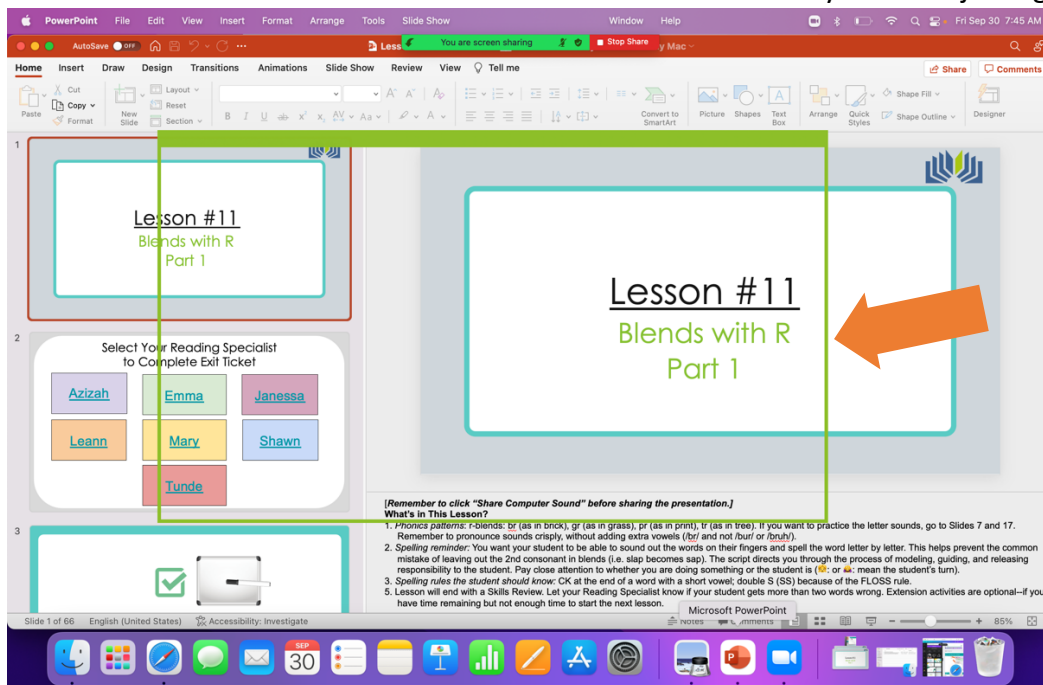 PowerPoint File Edit View Insert Format Arrange Tools Slide Show Window Help Fri Sep 30 7:45 AM
AutoSave OFF Less You are screen sharing Stop Share y Mac
Home Insert Draw Design Transitions Animations Slide Show Review View Tell me Share Comments
Paste
Cut
Copy
Format
New
Slide
Layout
Reset
Section
B I U ab X² X₂ AV Aa A A
Convert to
SmartArt
Picture
Shapes
Text
Box
Arrange
Quick
Styles
Shape Fill
Shape Outline
Designer
1
Lesson #11
Blends with R
Part 1
2
Select Your Reading Specialist
to Complete Exit Ticket
Azizah Emma Janessa
Leann Mary Shawn
Tunde
3
Lesson #11
Blends with R
Part 1
[Remember to click “Share Computer Sound” before sharing the presentation.]
What's in This Lesson?
1. Phonics patterns: r-blends: br (as in brick), gr (as in grass), pr (as in print), tr (as in tree). If you want to practice the letter sounds, go to Slides 7 and 17.
Remember to pronounce sounds crisply, without adding extra vowels (/br/ and not /bur/ or /bruh/).
2. Spelling reminder: You want your student to be able to sound out the words on their fingers and spell the word letter by letter. This helps prevent the common
mistake of leaving out the 2nd consonant in blends (i.e. slap becomes sap). The script directs you through the process of modeling, guiding, and releasing
responsibility to the student. Pay close attention to whether you are doing something or the student is (: or : mean the student's turn).
3. Spelling rules the student should know: CK at the end of a word with a short vowel; double S (SS) because of the FLOSS rule.
5. Lesson will end with a Skills Review. Let your Reading Specialist know if your student gets more than two words wrong. Extension activities are optional--if you
have time remaining but not enough time to start the next lesson.
Microsoft PowerPoint
Slide 1 of 66 English (United States) Accessibility: Investigate Notes Comments 85%
SEP
30